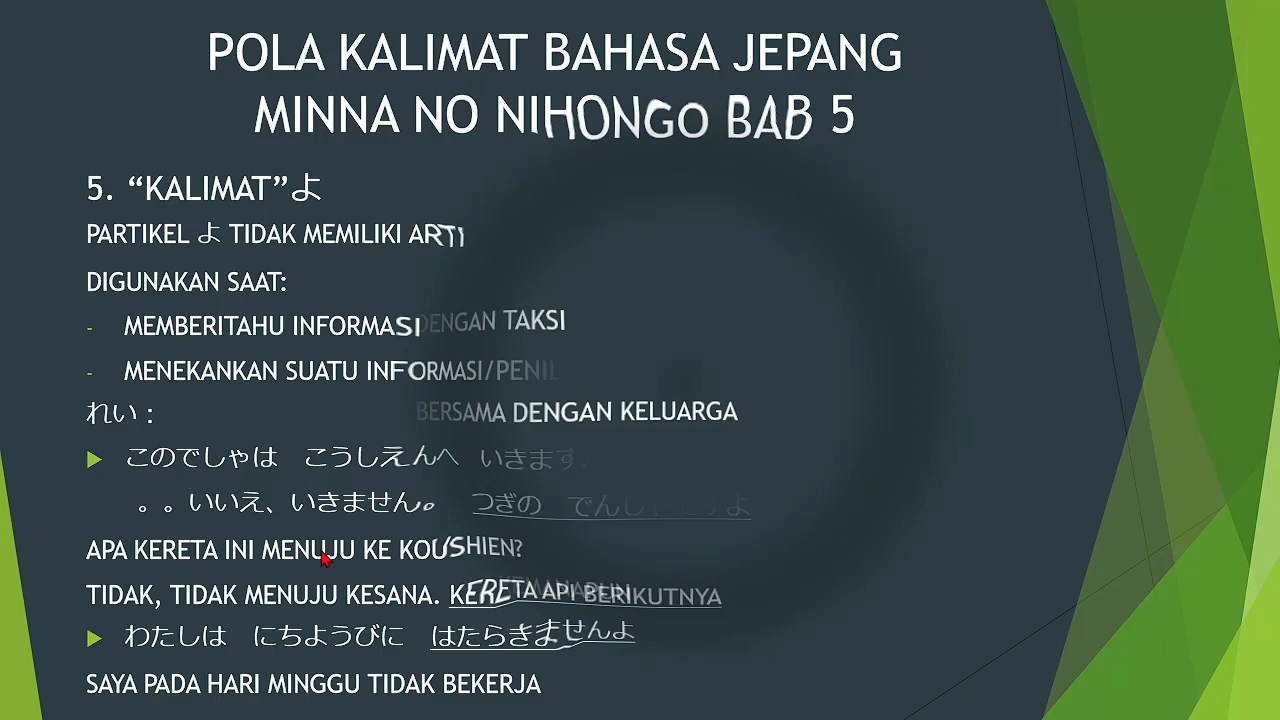 POLA KALIMAT BAHASA JEPANG
MINNA NO NIHONGO BAB 5
5. “KALIMAT”よ
PARTIKEL よ TIDAK MEMILIKI ARTI
DIGUNAKAN SAAT:
- MEMBERITAHU INFORMASI DENGAN TAKSI
- MENEKANKAN SUATU INFORMASI/
れい :
BERSAMA DENGAN KELUARGA
このでしゃは こうしえんへ いきます
。。いいえ、いきません。 つぎの
APA KERETA INI MENUJU KE KOUSHIEN?
TIDAK, TIDAK MENUJU KESANA. KERETA API BERIKUTNYA
わたしは にちようびに はたらきませんよ
SAYA PADA HARI MINGGU TIDAK BEKERJA